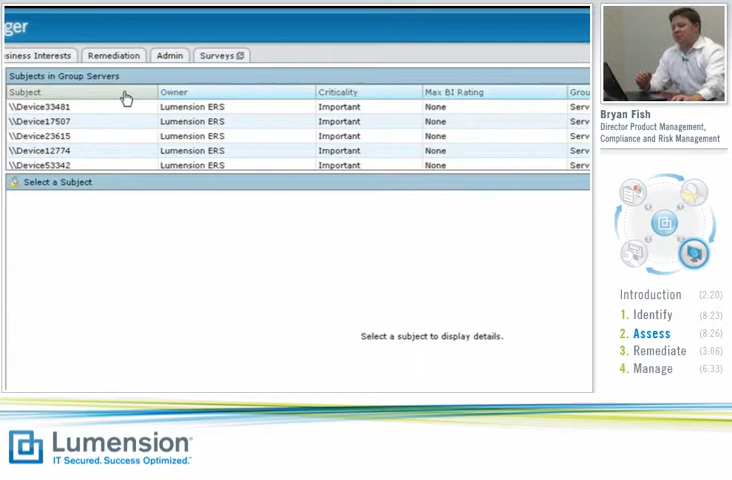 ger
siness Interests Remediation Admin Surveys
Subjects in Group Servers
Subject Owner Criticality Max BI Rating Grou
\\Device33481 Lumension ERS Important None Serv
\\Device17507 Lumension ERS Important None Serv
\\Device23615 Lumension ERS Important None Serv
\\Device12774 Lumension ERS Important None Serv
\\Device53342 Lumension ERS Important None Serv
Select a Subject
Select a subject to display details.
Bryan Fish
Director Product Management,
Compliance and Risk Management
Introduction (2:20)
1. Identify (8:23)
2. Assess (8:26)
3. Remediate (3:06)
4. Manage (6:33)
Lumension
IT Secured. Success Optimized.™